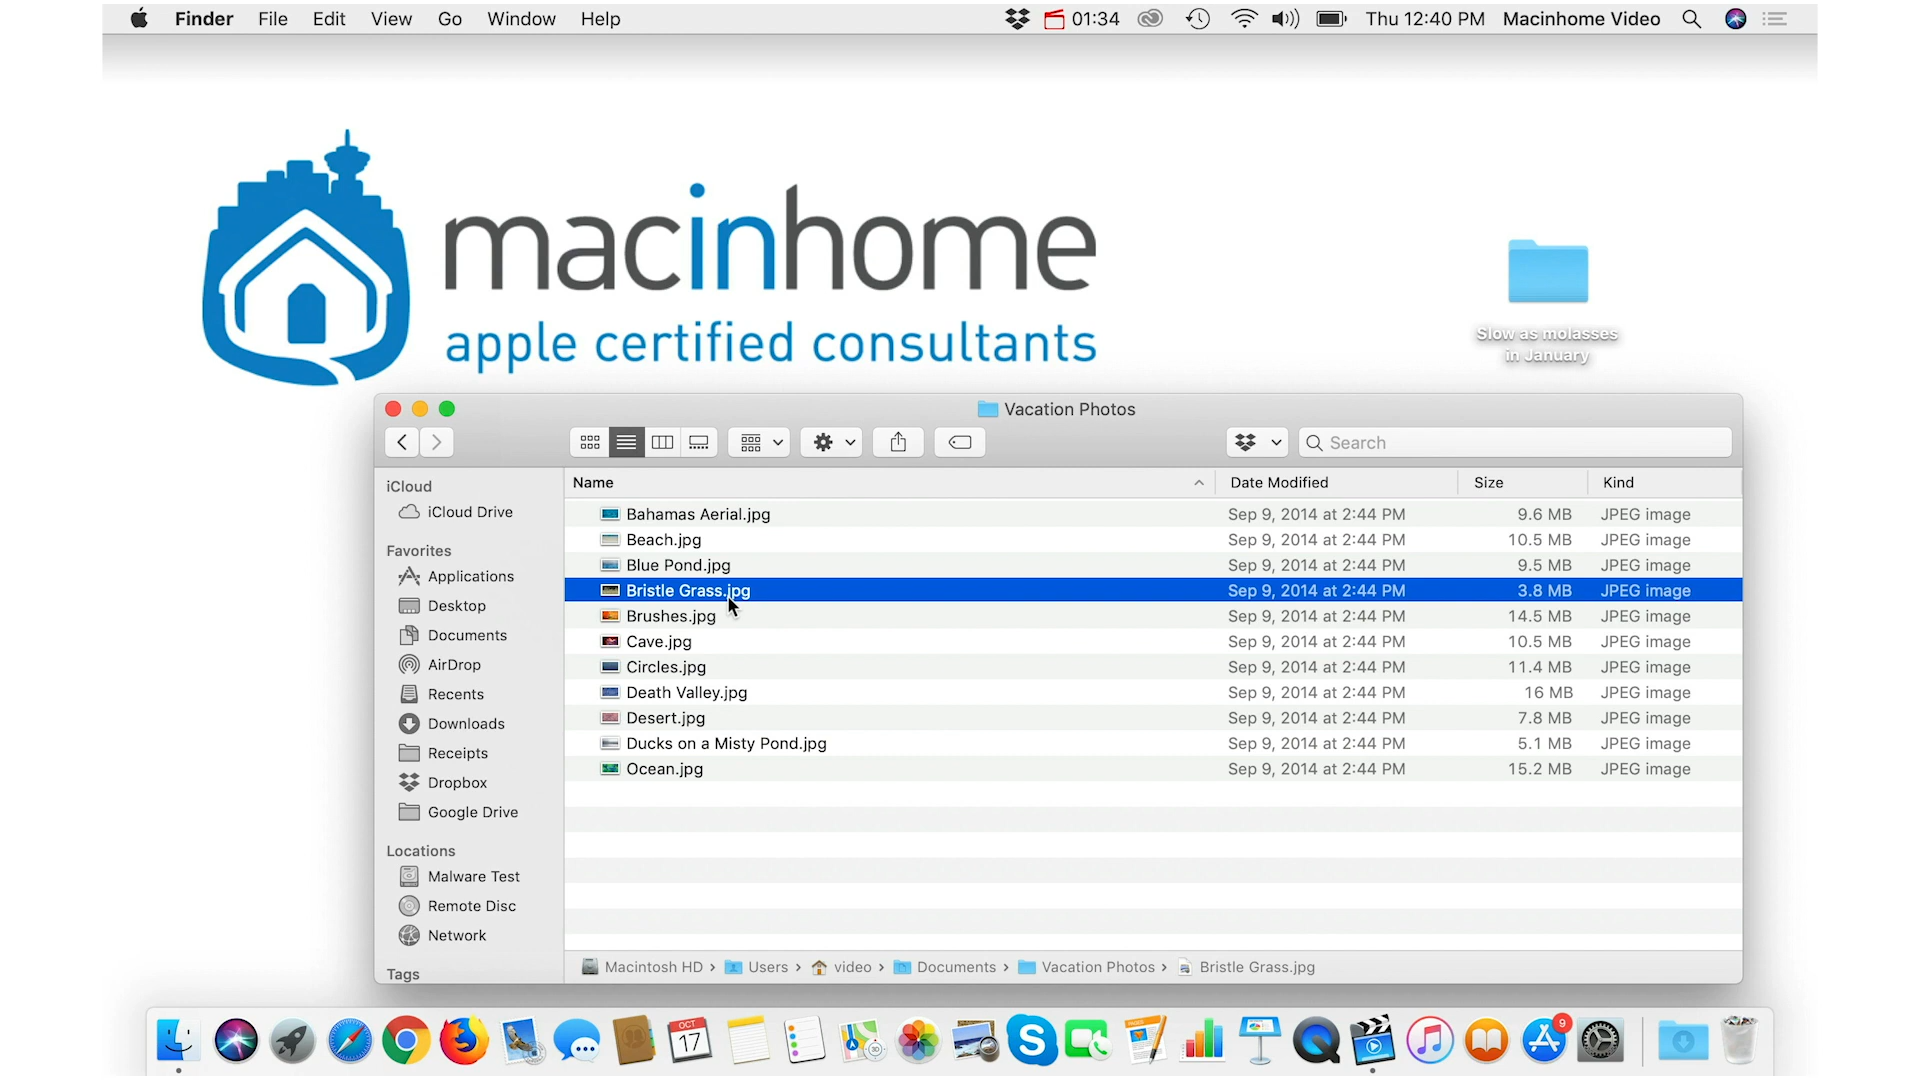 Finder File Edit View Go Window Help 01:34 Thu 12:40 PM Macinhome Video
macinhome
apple certified consultants
Slow as molasses
in January
Vacation Photos
Search
Name Date Modified Size Kind
Bahamas Aerial.jpg Sep 9, 2014 at 2:44 PM 9.6 MB JPEG image
Beach.jpg Sep 9, 2014 at 2:44 PM 10.5 MB JPEG image
Blue Pond.jpg Sep 9, 2014 at 2:44 PM 9.5 MB JPEG image
Bristle Grass.jpg Sep 9, 2014 at 2:44 PM 3.8 MB JPEG image
Brushes.jpg Sep 9, 2014 at 2:44 PM 14.5 MB JPEG image
Cave.jpg Sep 9, 2014 at 2:44 PM 10.5 MB JPEG image
Circles.jpg Sep 9, 2014 at 2:44 PM 11.4 MB JPEG image
Death Valley.jpg Sep 9, 2014 at 2:44 PM 16 MB JPEG image
Desert.jpg Sep 9, 2014 at 2:44 PM 7.8 MB JPEG image
Ducks on a Misty Pond.jpg Sep 9, 2014 at 2:44 PM 5.1 MB JPEG image
Ocean.jpg Sep 9, 2014 at 2:44 PM 15.2 MB JPEG image
iCloud
iCloud Drive
Favorites
Applications
Desktop
Documents
AirDrop
Recents
Downloads
Receipts
Dropbox
Google Drive
Locations
Malware Test
Remote Disc
Network
Tags
Macintosh HD › Users › video › Documents › Vacation Photos › Bristle Grass.jpg
OCT
17
PAGES
9